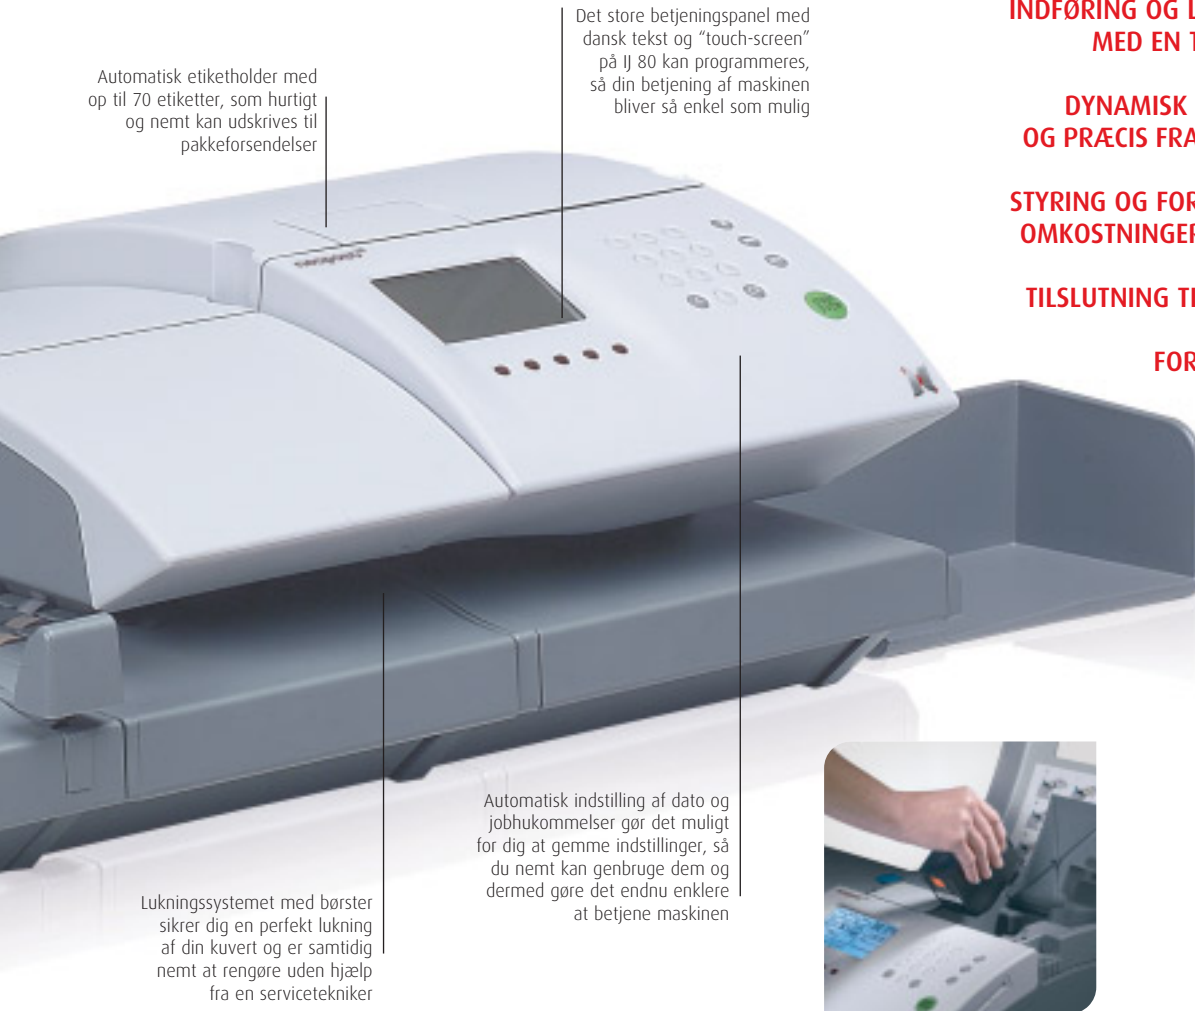 Det store betjeningspanel med
dansk tekst og “touch-screen”
på IJ 80 kan programmeres,
så din betjening af maskinen
bliver så enkel som mulig
Automatisk etiketholder med
op til 70 etiketter, som hurtigt
og nemt kan udskrives til
pakkeforsendelser
INDFØRING OG
MED EN
DYNAMISK
OG PRÆCIS
STYRING OG
OMKOSTNINGER
TILSLUTNING
neopost
Automatisk indstilling af dato og
jobhukommelser gør det muligt
for dig at gemme indstillinger, så
du nemt kan genbruge dem og
dermed gøre det endnu enklere
at betjene maskinen
Lukningssystemet med børster
sikrer dig en perfekt lukning
af din kuvert og er samtidig
nemt at rengøre uden hjælp
fra en servicetekniker